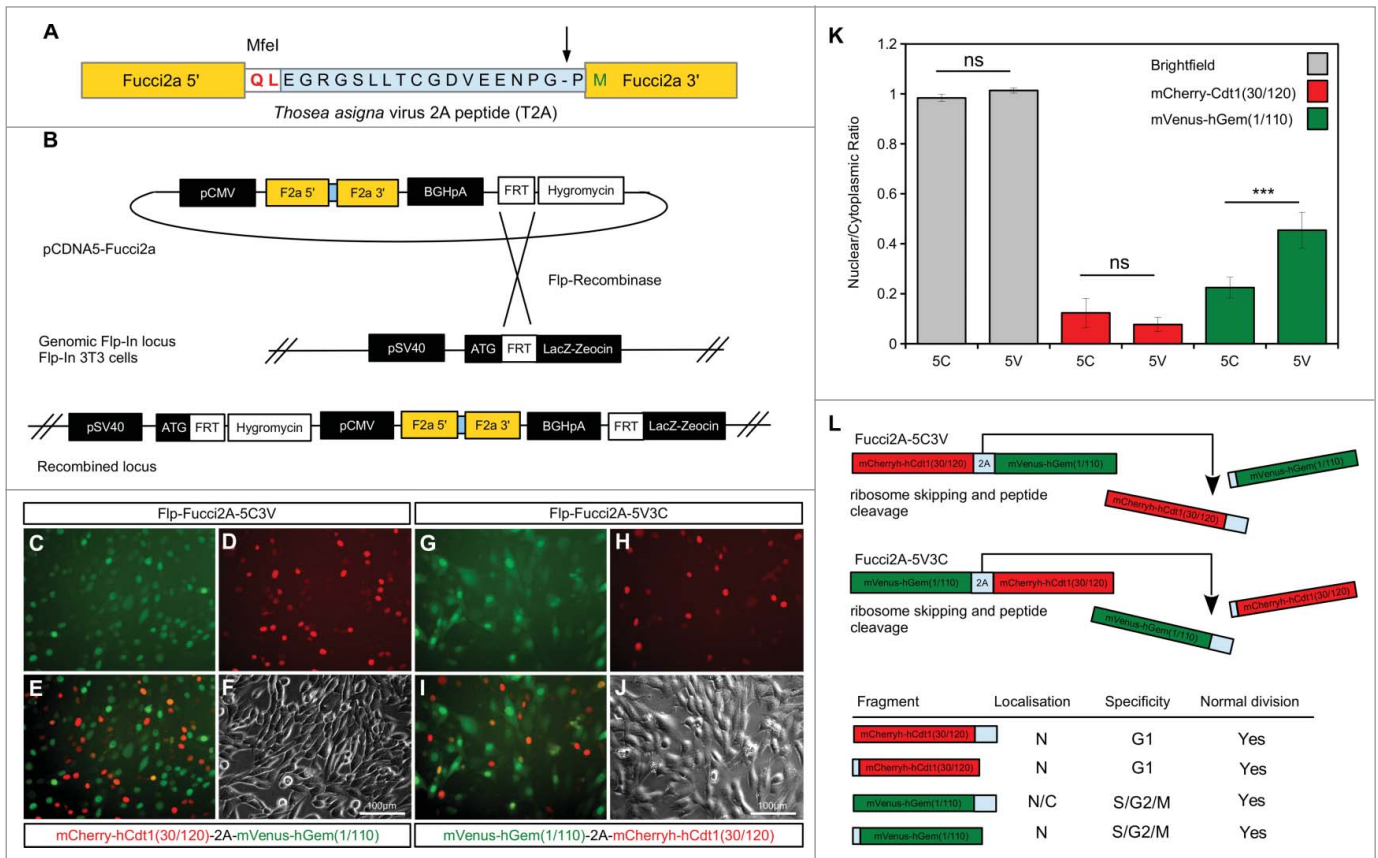 A
MfeI
Fucci2a 5'
Q L E G R G S L L T C G D V E E N P G - P M
Fucci2a 3'
Thosea asigna virus 2A peptide (T2A)
B
pCMV
F2a 5'
F2a 3'
BGHpA
FRT
Hygromycin
pCDNA5-Fucci2a
Flp-Recombinase
Genomic Flp-In locus
Flp-In 3T3 cells
pSV40
ATG
FRT
LacZ-Zeocin
pSV40
ATG
FRT
Hygromycin
pCMV
F2a 5'
F2a 3'
BGHpA
FRT
LacZ-Zeocin
Recombined locus
Flp-Fucci2A-5C3V
Flp-Fucci2A-5V3C
C
D
G
H
E
F
I
J
100μm
100μm
mCherry-hCdt1(30/120)-2A-mVenus-hGem(1/110)
mVenus-hGem(1/110)-2A-mCherryh-hCdt1(30/120)
K
Nuclear/Cytoplasmic Ratio
1.2
1
0.8
0.6
0.4
0.2
0
ns
ns
***
Brightfield
mCherry-Cdt1(30/120)
mVenus-hGem(1/110)
5C
5V
5C
5V
5C
5V
L
Fucci2A-5C3V
mCherryh-hCdt1(30/120)
2A
mVenus-hGem(1/110)
mVenus-hGem(1/110)
mCherryh-hCdt1(30/120)
ribosome skipping and peptide
cleavage
Fucci2A-5V3C
mVenus-hGem(1/110)
2A
mCherryh-hCdt1(30/120)
mCherryh-hCdt1(30/120)
mVenus-hGem(1/110)
ribosome skipping and peptide
cleavage
Fragment Localisation Specificity Normal division
mCherryh-hCdt1(30/120) N G1 Yes
mCherryh-hCdt1(30/120) N G1 Yes
mVenus-hGem(1/110) N/C S/G2/M Yes
mVenus-hGem(1/110) N S/G2/M Yes